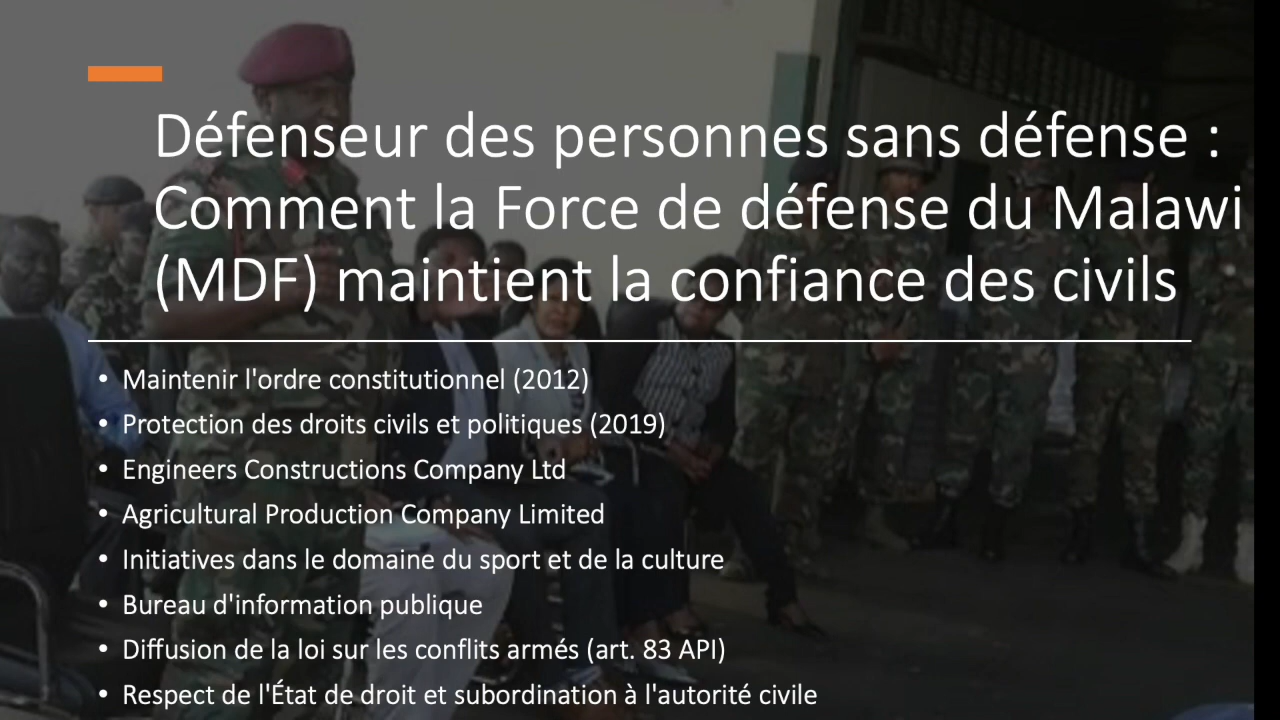 Défenseur des personnes sans défense :
Comment la Force de défense du Malawi
(MDF) maintient la confiance des civils
• Maintenir l'ordre constitutionnel (2012)
• Protection des droits civils et politiques (2019)
• Engineers Constructions Company Ltd
• Agricultural Production Company Limited
• Initiatives dans le domaine du sport et de la culture
• Bureau d'information publique
• Diffusion de la loi sur les conflits armés (art. 83 API)
• Respect de l'État de droit et subordination à l'autorité civile